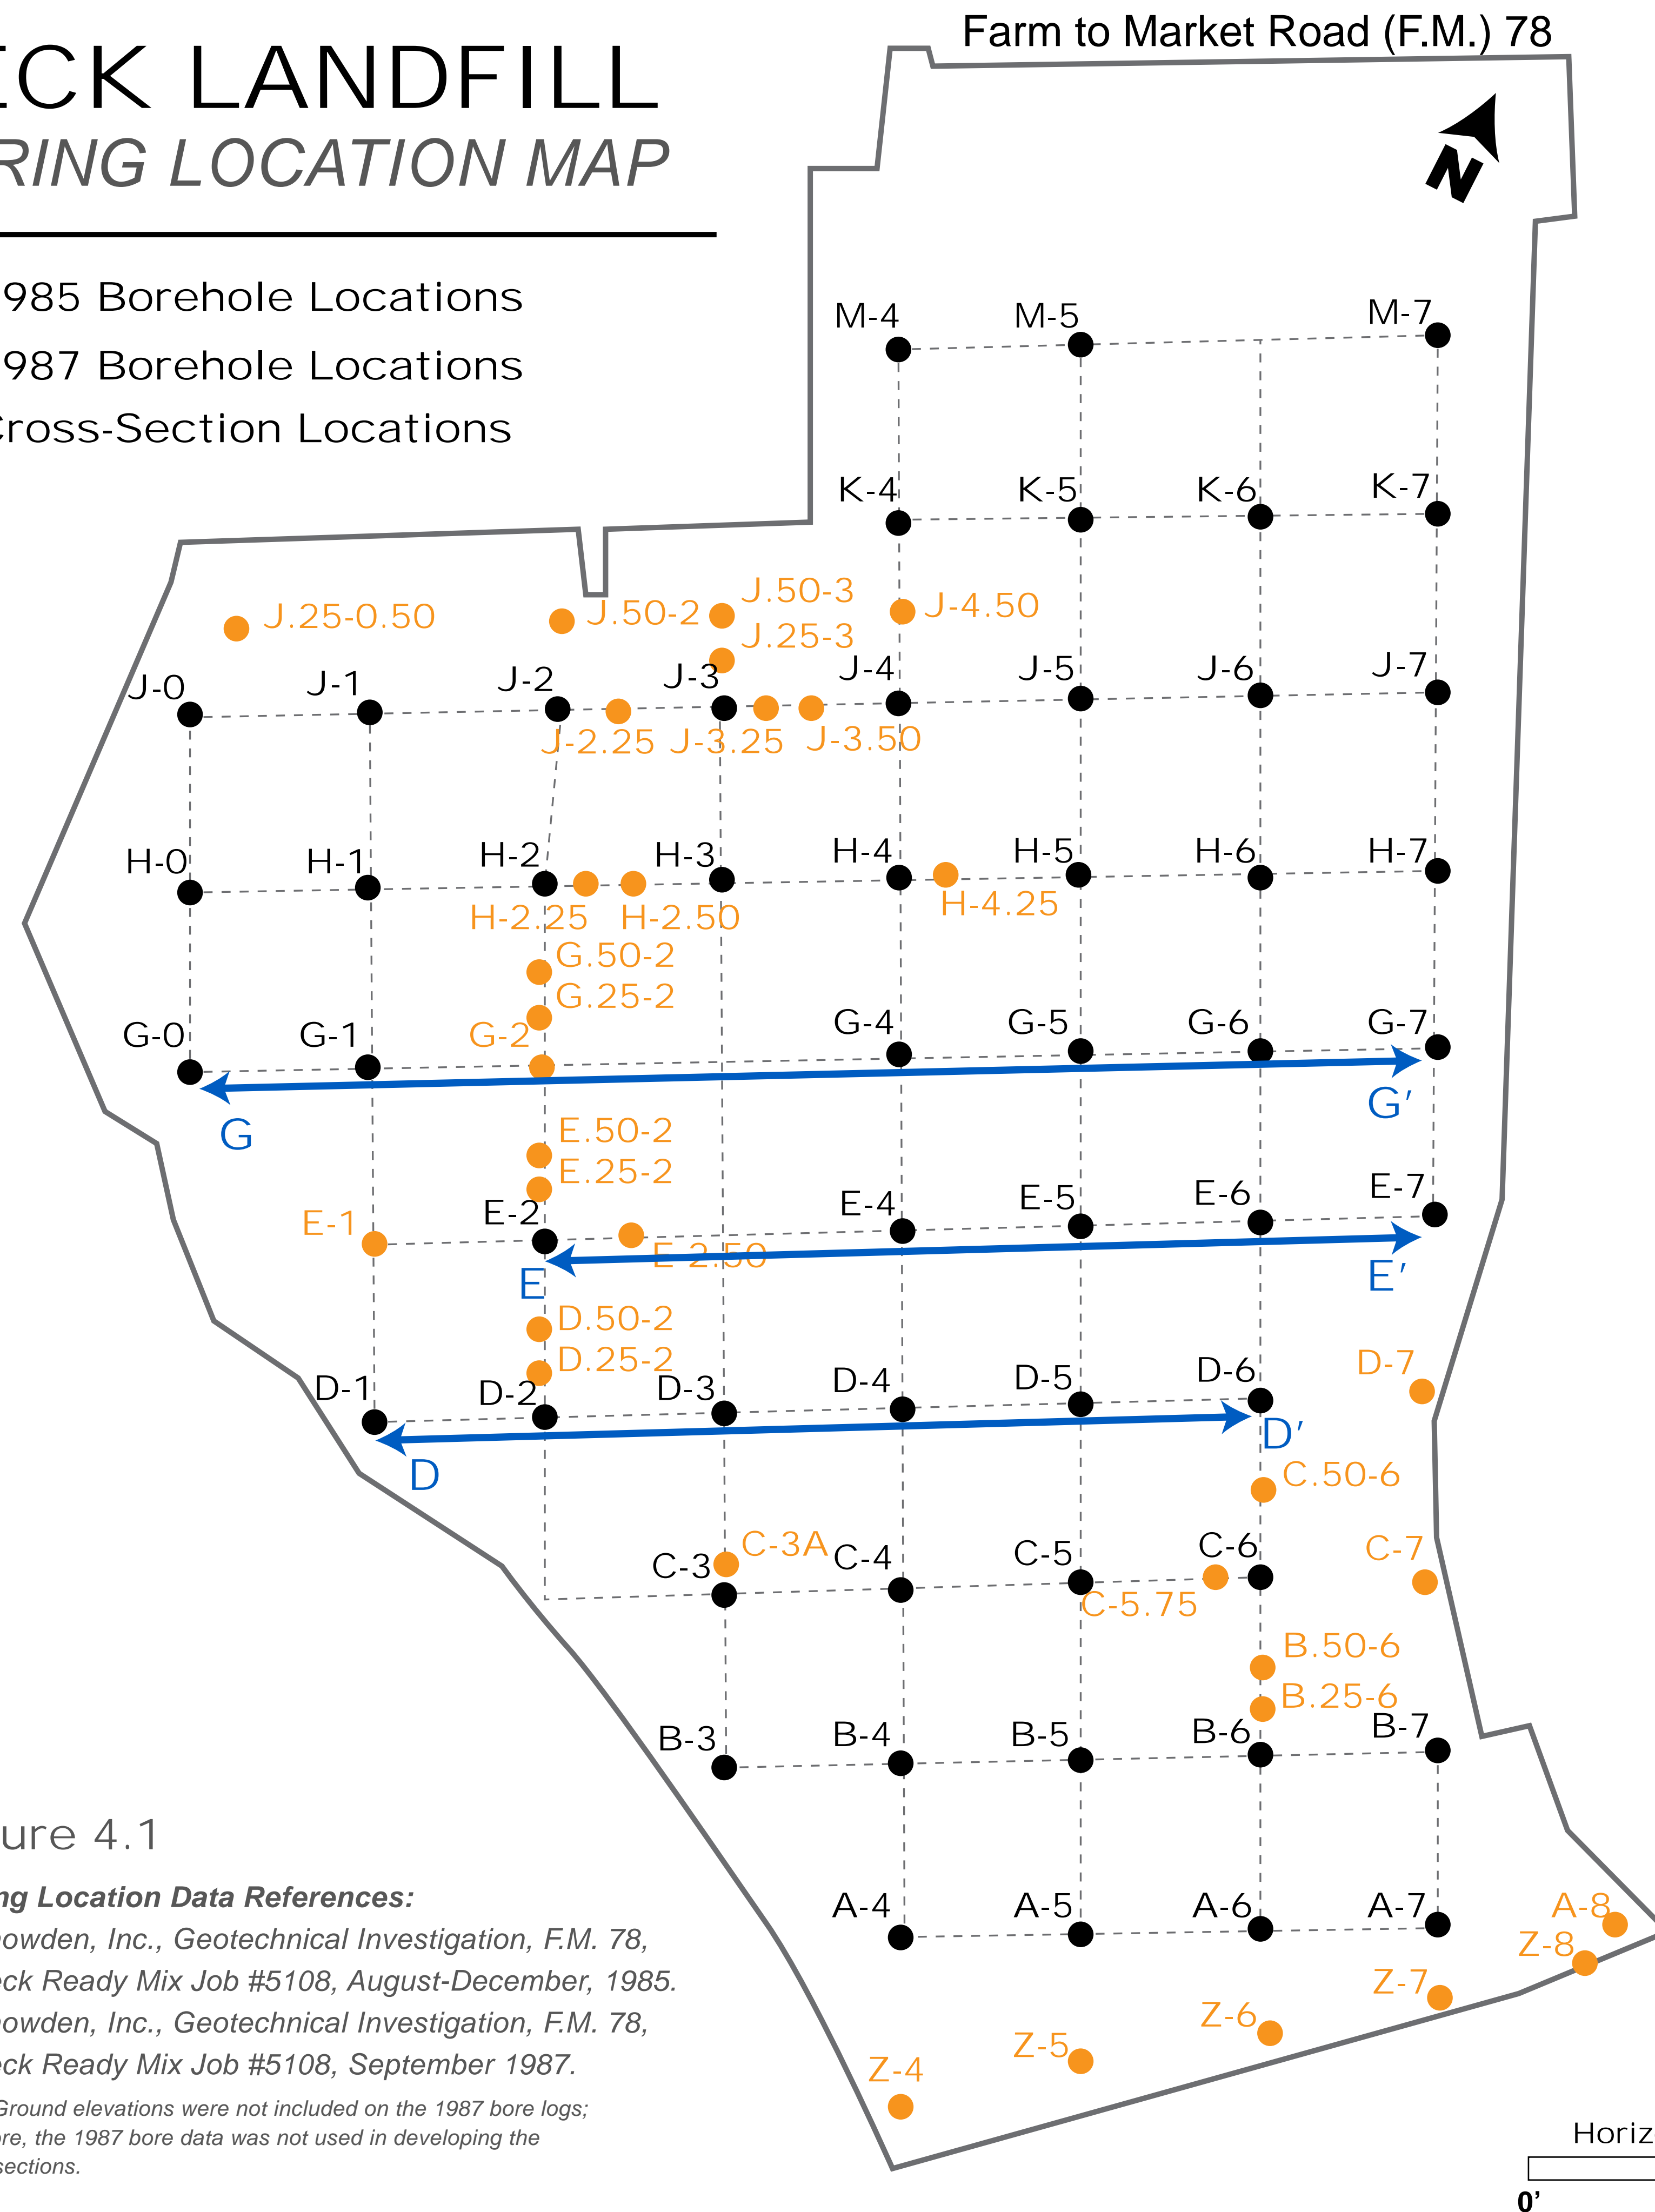 Farm to Market Road (F.M.) 78
ECK LANDFILL
RING LOCATION MAP
N
985 Borehole Locations
987 Borehole Locations
Cross-Section Locations
M-4 M-5 M-7
K-4 K-5 K-6 K-7
J.25-0.50 J.50-2 J.50-3 J-4.50
J.25-3
J-0 J-1 J-2 J-3 J-4 J-5 J-6 J-7
J-2.25 J-3.25 J-3.50
H-0 H-1 H-2 H-3 H-4 H-5 H-6 H-7
H-2.25 H-2.50 H-4.25
G.50-2
G.25-2
G-0 G-1 G-2 G-4 G-5 G-6 G-7
G G'
E.50-2
E.25-2
E-1 E-2 E-4 E-5 E-6 E-7
E-2.50
E E'
D.50-2
D.25-2
D-1 D-2 D-3 D-4 D-5 D-6 D-7
D D'
C.50-6
C-3 C-3A C-4 C-5 C-6 C-7
C-5.75
B.50-6
B.25-6
B-3 B-4 B-5 B-6 B-7
A-4 A-5 A-6 A-7 A-8
Z-8
Z-7
Z-6
Z-5
Z-4
ure 4.1
ng Location Data References:
owden, Inc., Geotechnical Investigation, F.M. 78,
eck Ready Mix Job #5108, August-December, 1985.
owden, Inc., Geotechnical Investigation, F.M. 78,
eck Ready Mix Job #5108, September 1987.
Ground elevations were not included on the 1987 bore logs;
ore, the 1987 bore data was not used in developing the
sections.
Horiz
0'